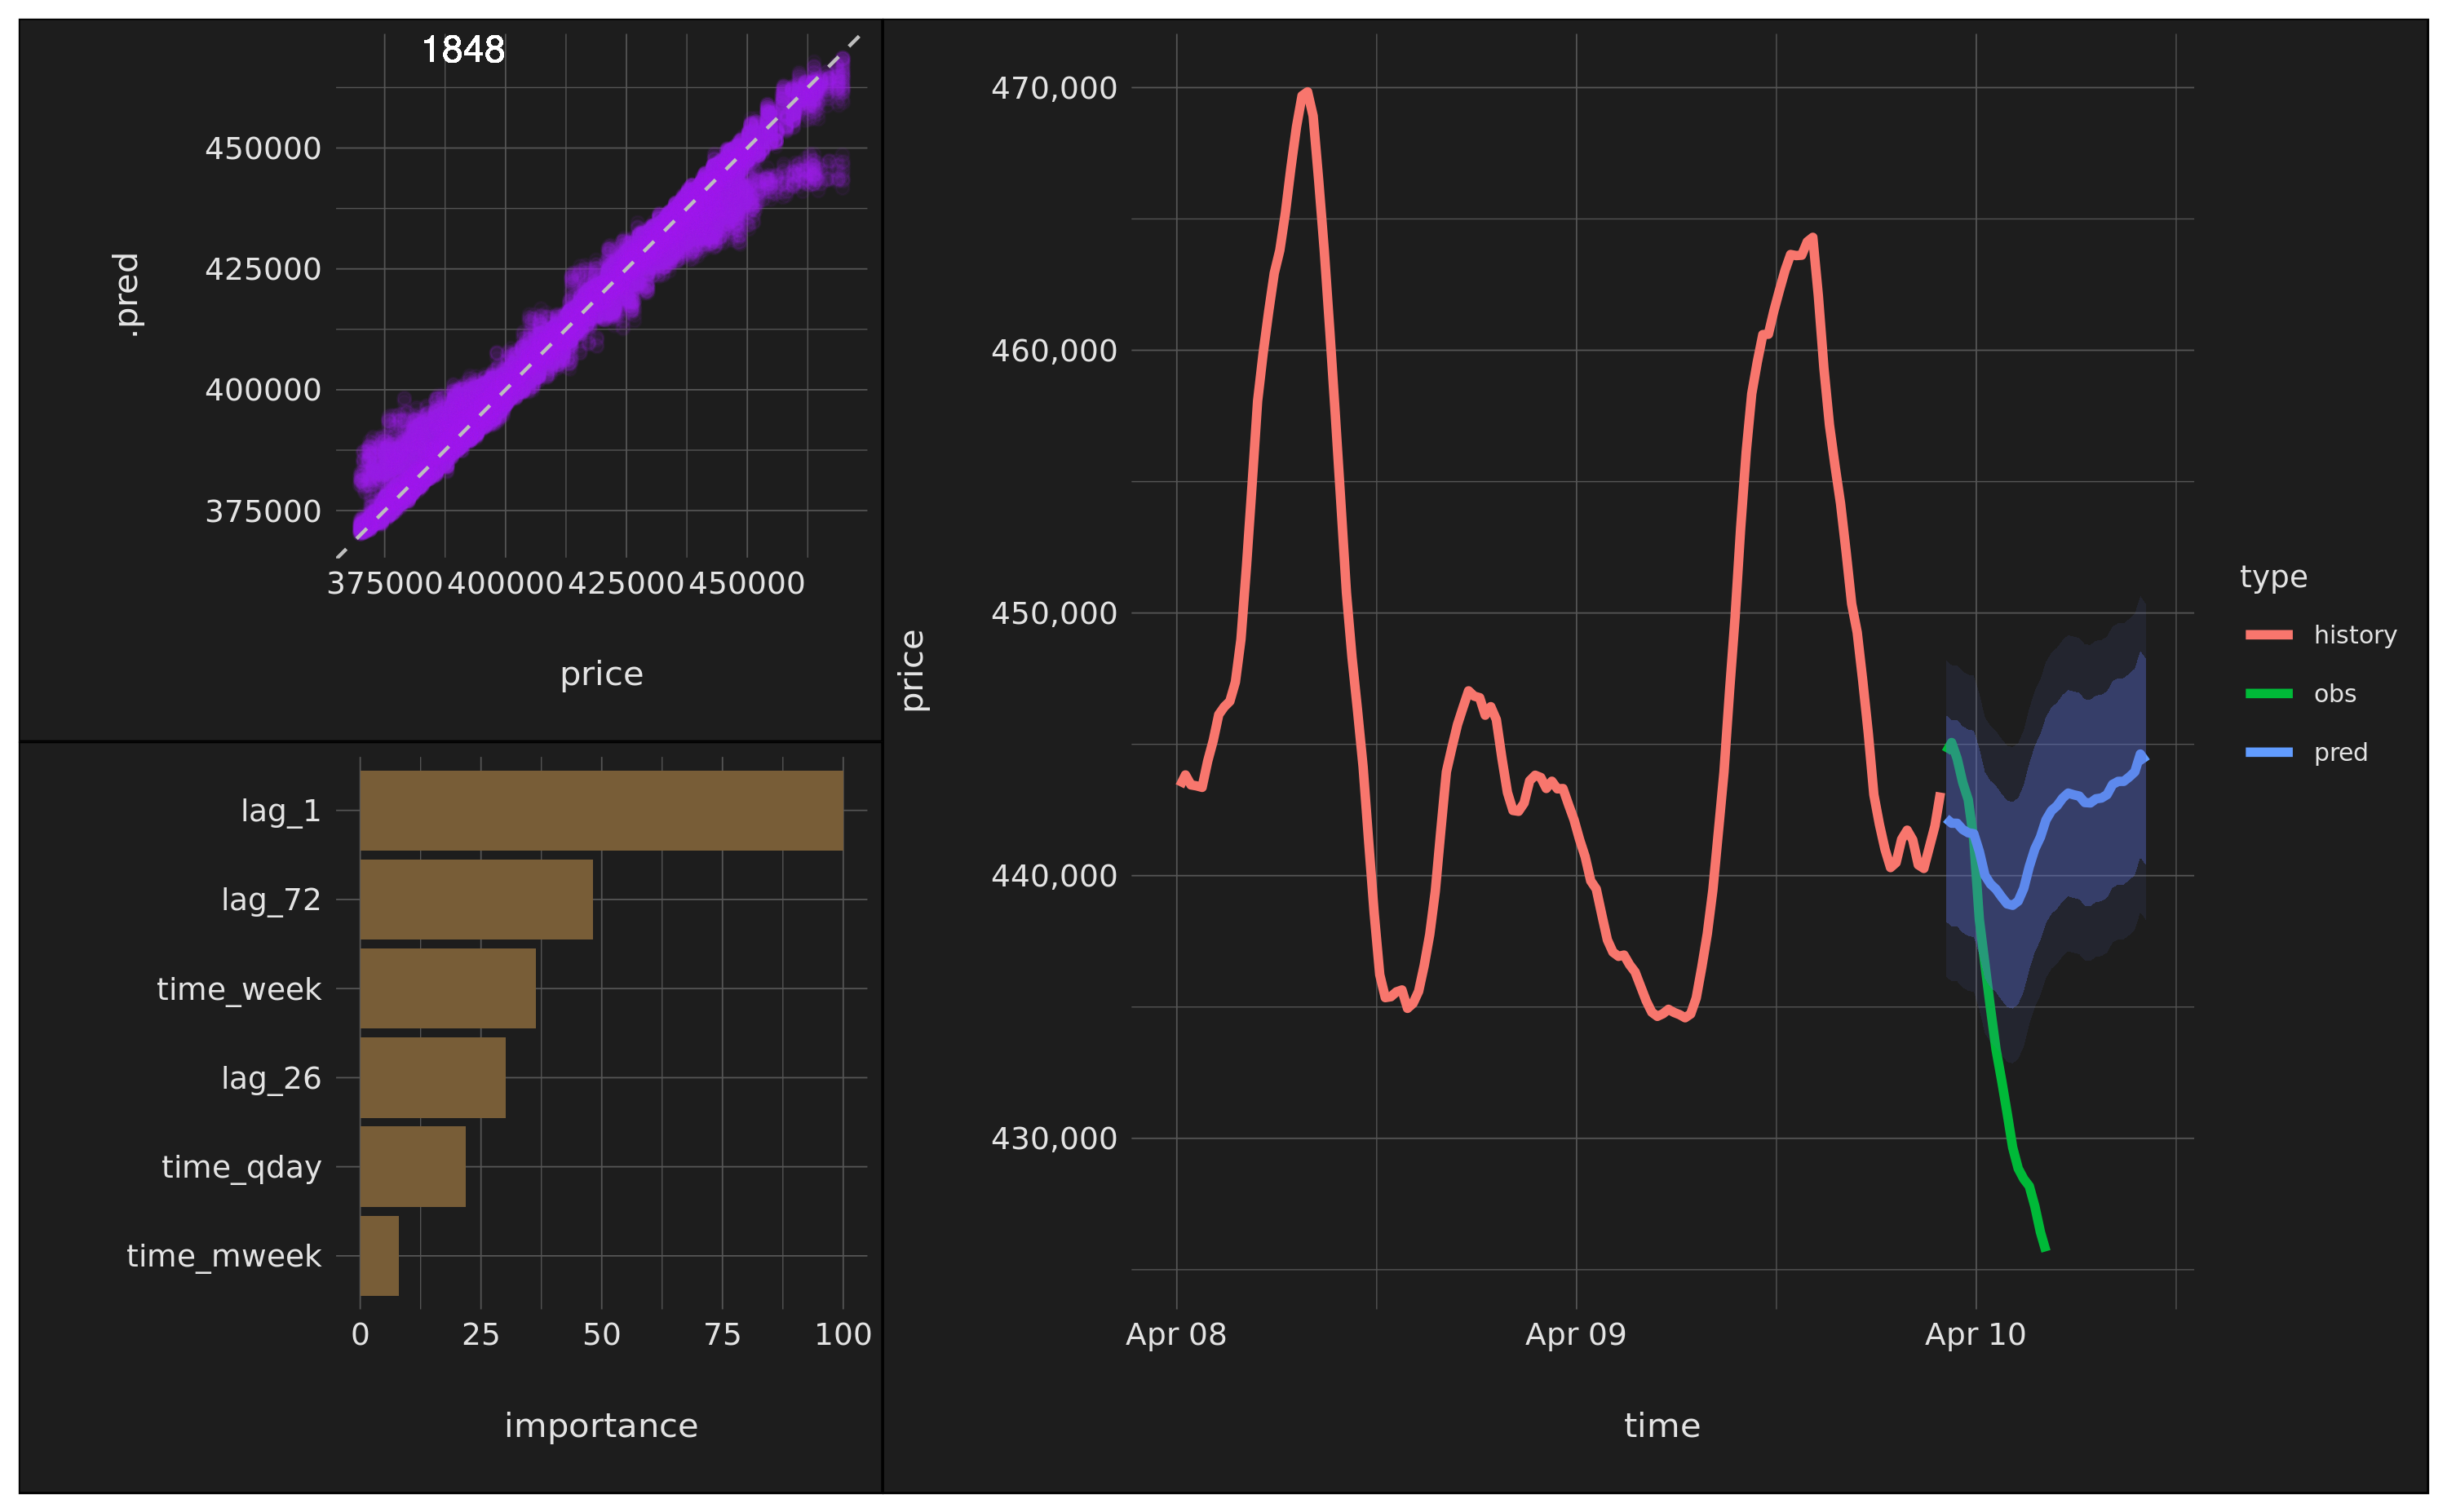 1848
.pred
450000
425000
400000
375000
375000 400000 425000 450000
price
lag_1
lag_72
time_week
lag_26
time_qday
time_mweek
0 25 50 75 100
importance
price
470,000
460,000
450,000
440,000
430,000
Apr 08 Apr 09 Apr 10
time
type
history
obs
pred